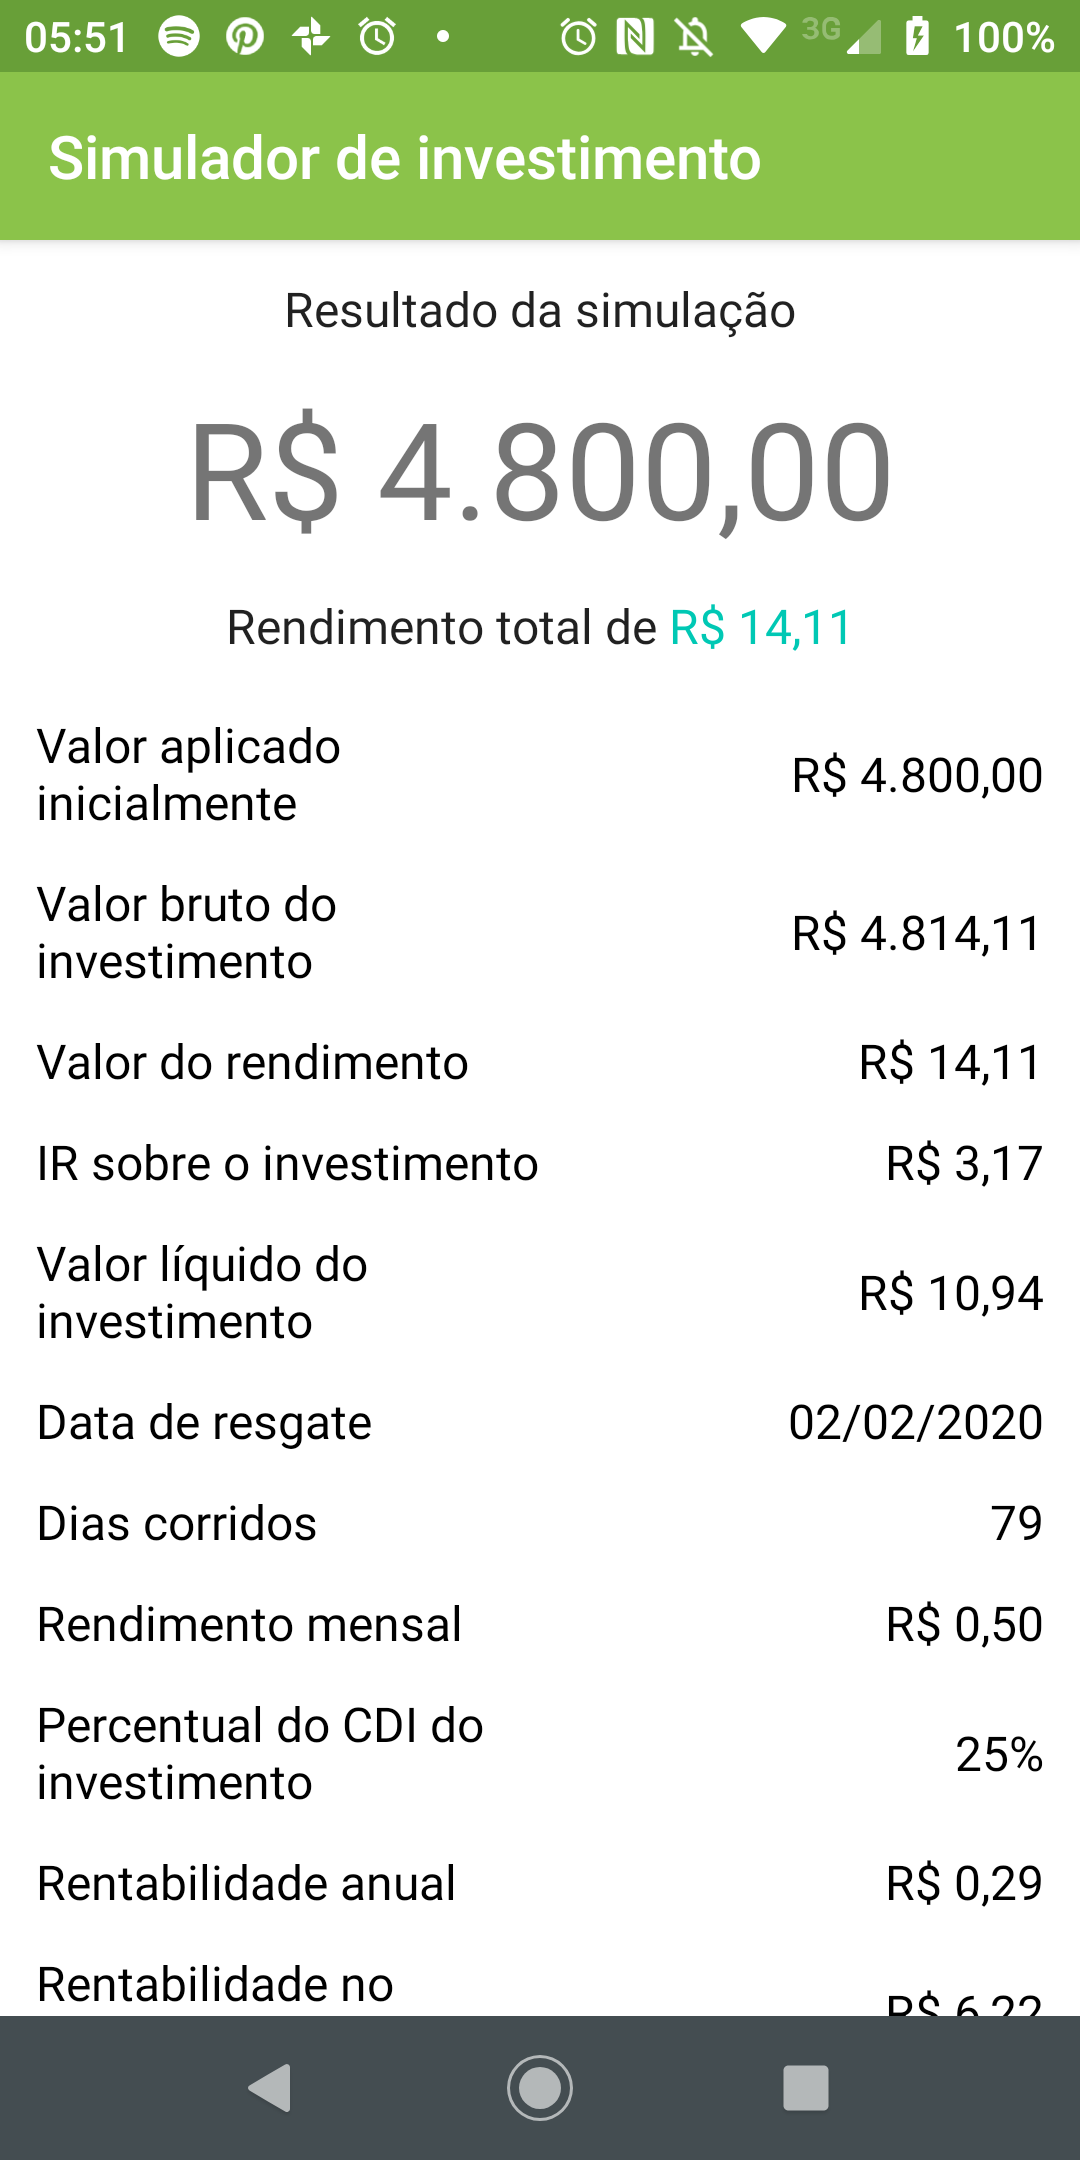 05:51 3G 100%
Simulador de investimento
Resultado da simulação
R$ 4.800,00
Rendimento total de R$ 14,11
Valor aplicado
inicialmente
R$ 4.800,00
Valor bruto do
investimento
R$ 4.814,11
Valor do rendimento R$ 14,11
IR sobre o investimento R$ 3,17
Valor líquido do
investimento
R$ 10,94
Data de resgate 02/02/2020
Dias corridos 79
Rendimento mensal R$ 0,50
Percentual do CDI do
investimento
25%
Rentabilidade anual R$ 0,29
Rentabilidade no
R$ 6,22